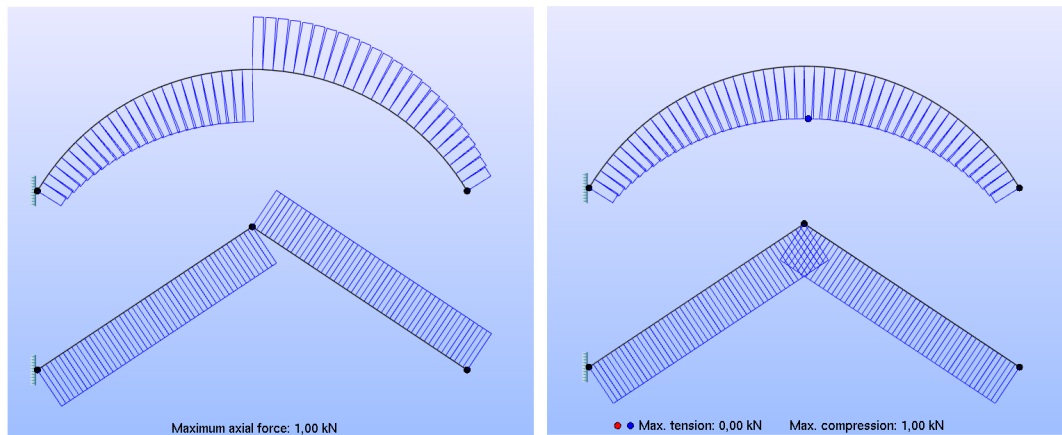 Maximum axial force: 1,00 kN
Max. tension: 0,00 kN Max. compression: 1,00 kN